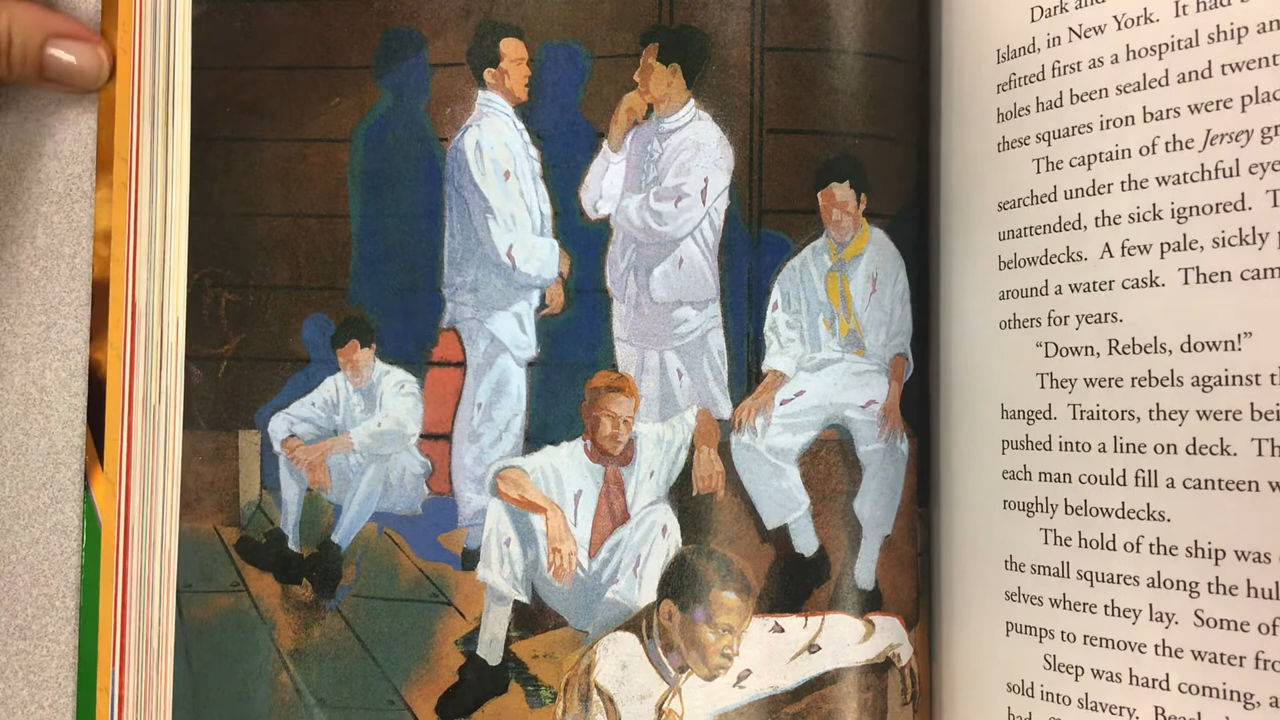 Dark and
Island, in New York. It had
refitted first as a hospital ship an
holes had been sealed and twent
these squares iron bars were plac
The captain of the Jersey gr
searched under the watchful eye
unattended, the sick ignored. T
belowdecks. A few pale, sickly p
around a water cask. Then cam
others for years.
"Down, Rebels, down!"
They were rebels against t
hanged. Traitors, they were bei
pushed into a line on deck. Th
each man could fill a canteen w
roughly belowdecks.
The hold of the ship was
the small squares along the hul
selves where they lay. Some of
pumps to remove the water fro
Sleep was hard coming, a
sold into slavery.